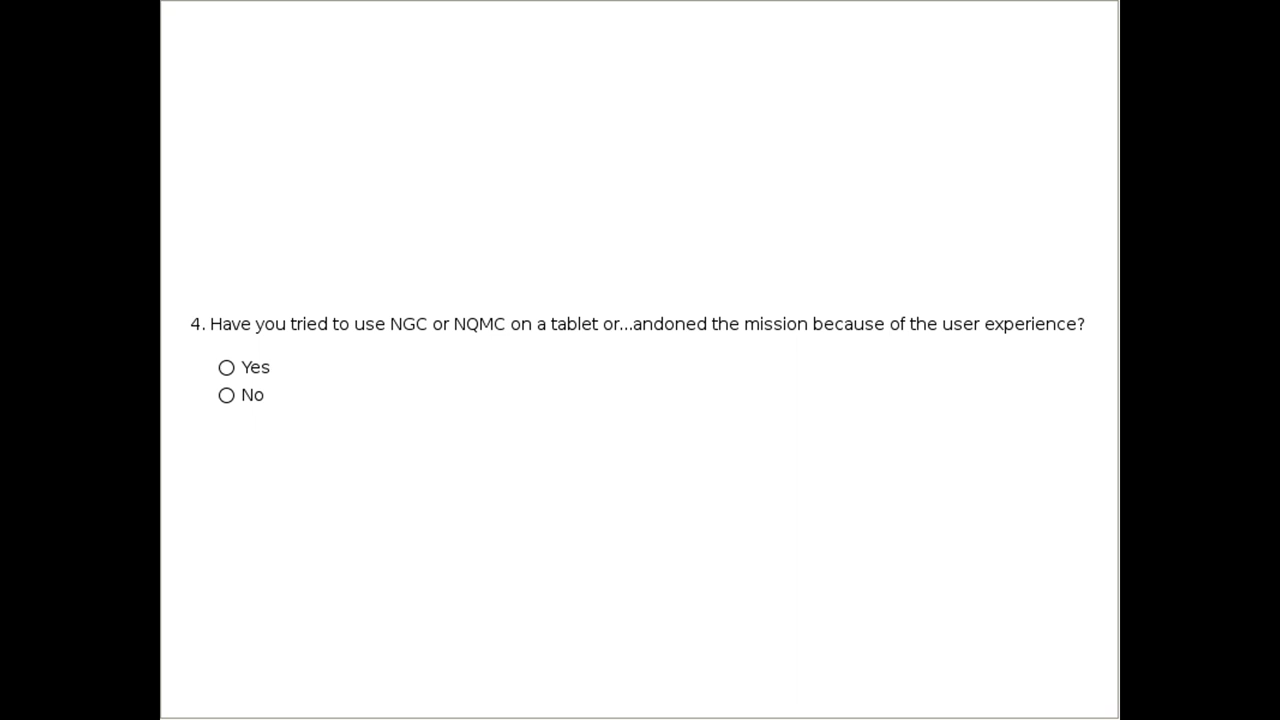 4. Have you tried to use NGC or NQMC on a tablet or...andoned the mission because of the user experience?
Yes
No